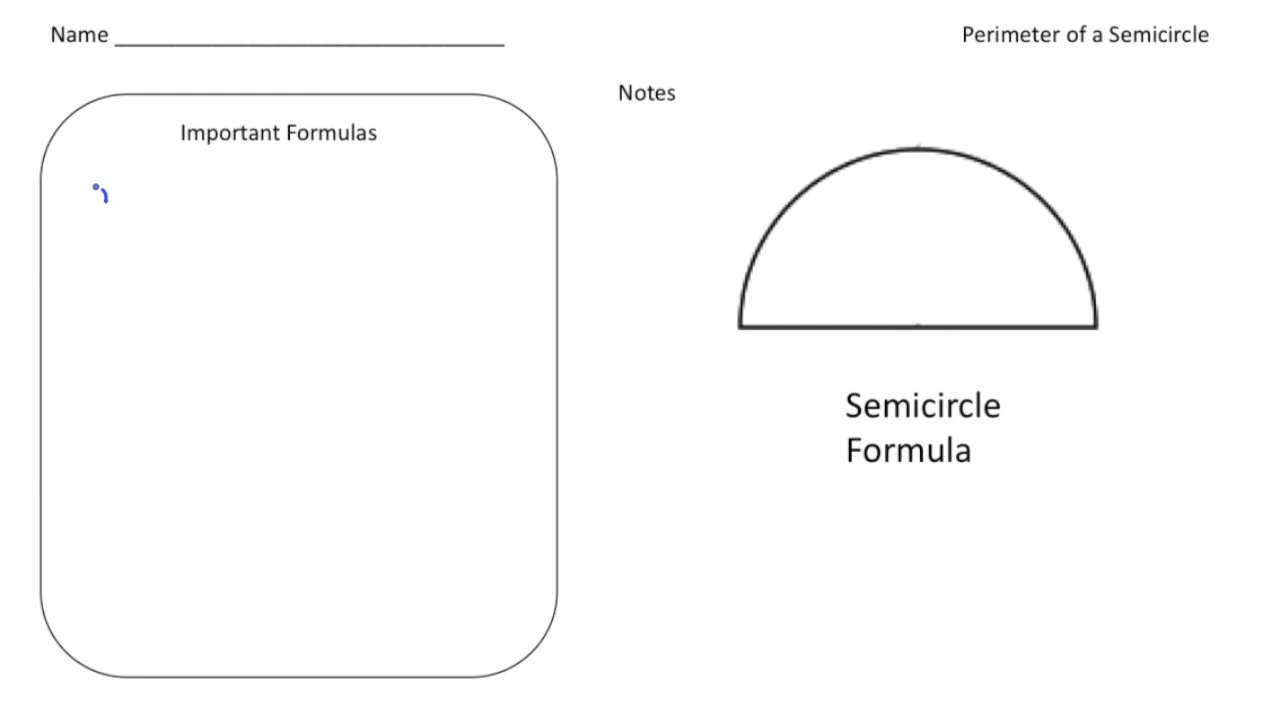 Name
Perimeter of a Semicircle
Notes
Important Formulas
Semicircle
Formula